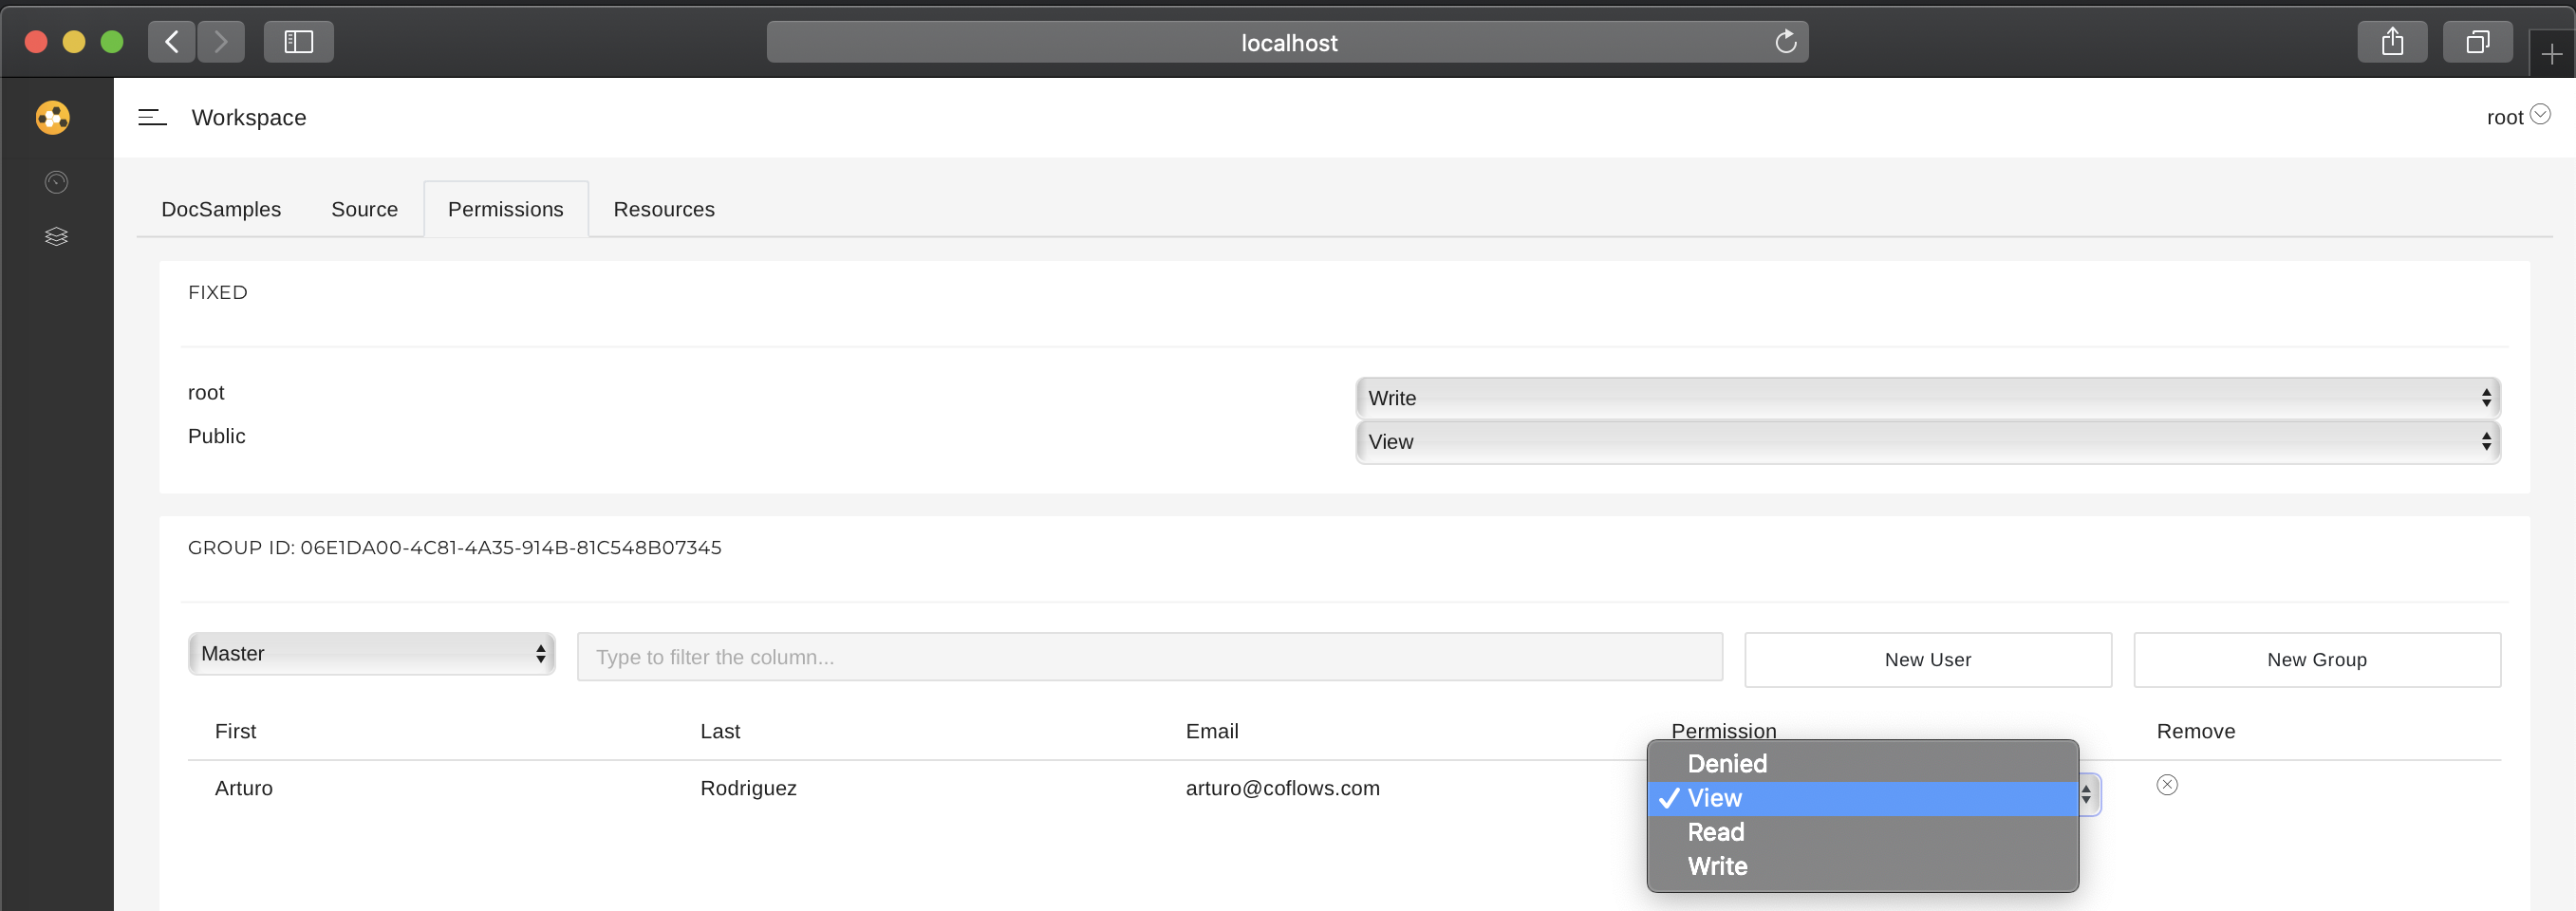 localhost
Workspace
root
DocSamples Source Permissions Resources
FIXED
root
Write
Public
View
GROUP ID: 06E1DA00-4C81-4A35-914B-81C548B07345
Master Type to filter the column... New User New Group
First Last Email Permission Remove
Denied
Arturo Rodriguez arturo@coflows.com View
Read
Write